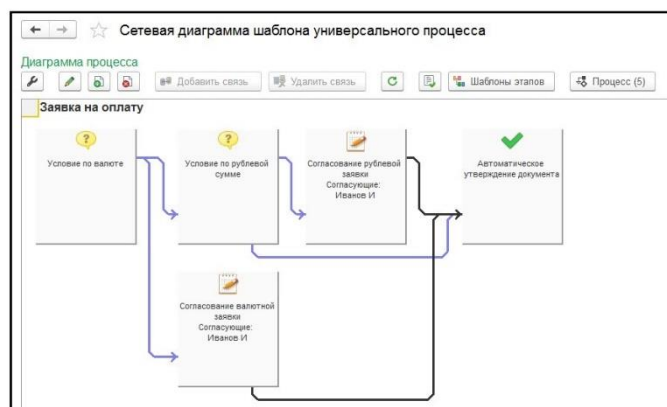 Сетевая диаграмма шаблона универсального процесса
Диаграмма процесса
Добавить связь
Удалить связь
Шаблоны этапов
Процесс (5)
Заявка на оплату
Условие по валюте
Условие по рублевой
сумме
Согласование рублевой
заявки
Согласующие:
Иванов И
Автоматическое
утверждение документа
Согласование валютной
заявки
Согласующие:
Иванов И